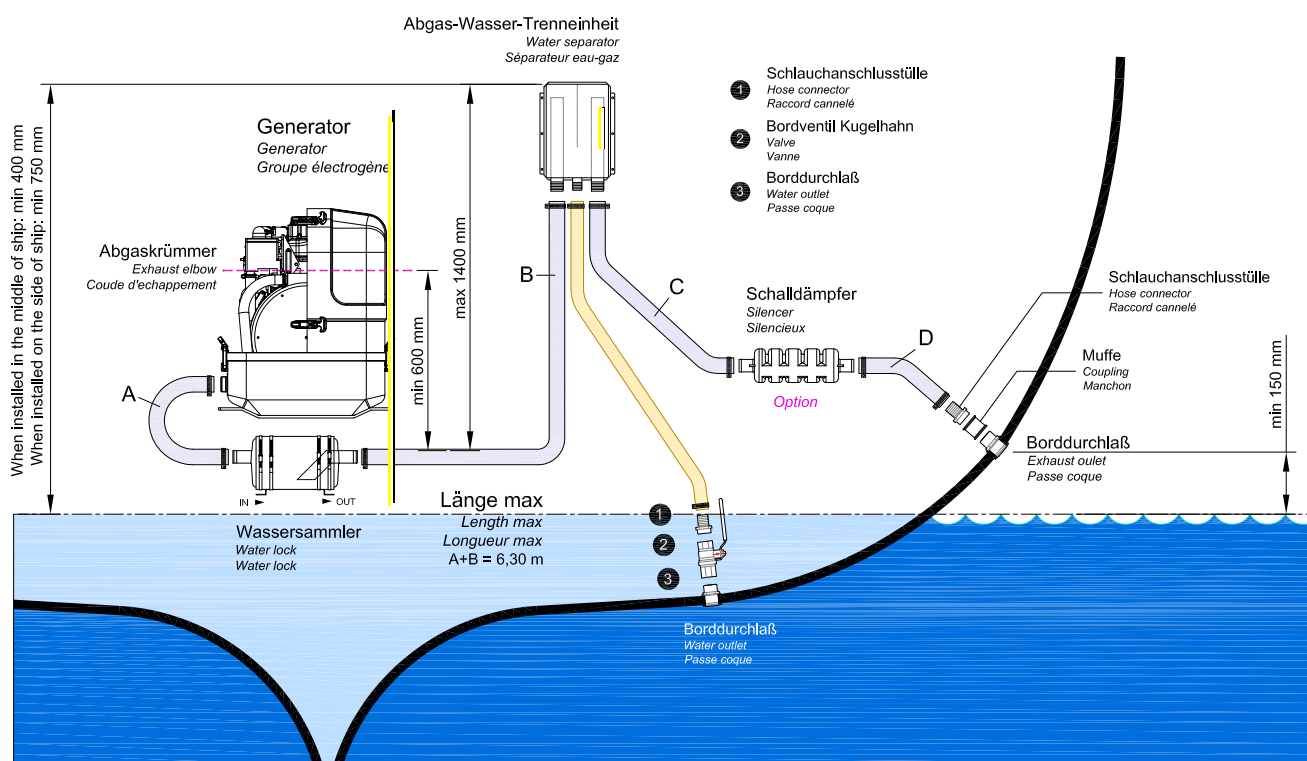 Abgas-Wasser-Trenneinheit
Water separator
Séparateur eau-gaz
When installed in the middle of ship: min 400 mm
When installed on the side of ship: min 750 mm
Generator
Generator
Groupe électrogène
Abgaskrümmer
Exhaust elbow
Coude d'echappement
max 1400 mm
min 600 mm
1
Schlauchanschlusstülle
Hose connector
Raccord cannelé
2
Bordventil Kugelhahn
Valve
Vanne
3
Borddurchlaß
Water outlet
Passe coque
A
B
C
D
Schalldämpfer
Silencer
Silencieux
Option
Schlauchanschlusstülle
Hose connector
Raccord cannelé
Muffe
Coupling
Manchon
min 150 mm
Borddurchlaß
Exhaust oulet
Passe coque
IN
OUT
Wassersammler
Water lock
Water lock
Länge max
Length max
Longueur max
A+B = 6,30 m
1
2
3
Borddurchlaß
Water outlet
Passe coque